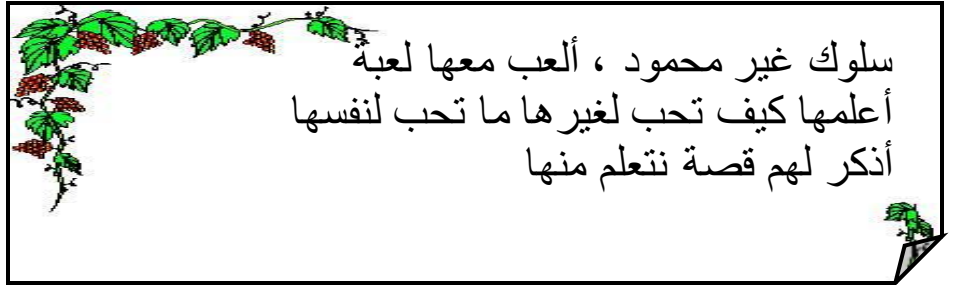 سلوك غير محمود ، ألعب معها لعبة
أعلمها كيف تحب لغيرها ما تحب لنفسها
أذكر لهم قصة نتعلم منها